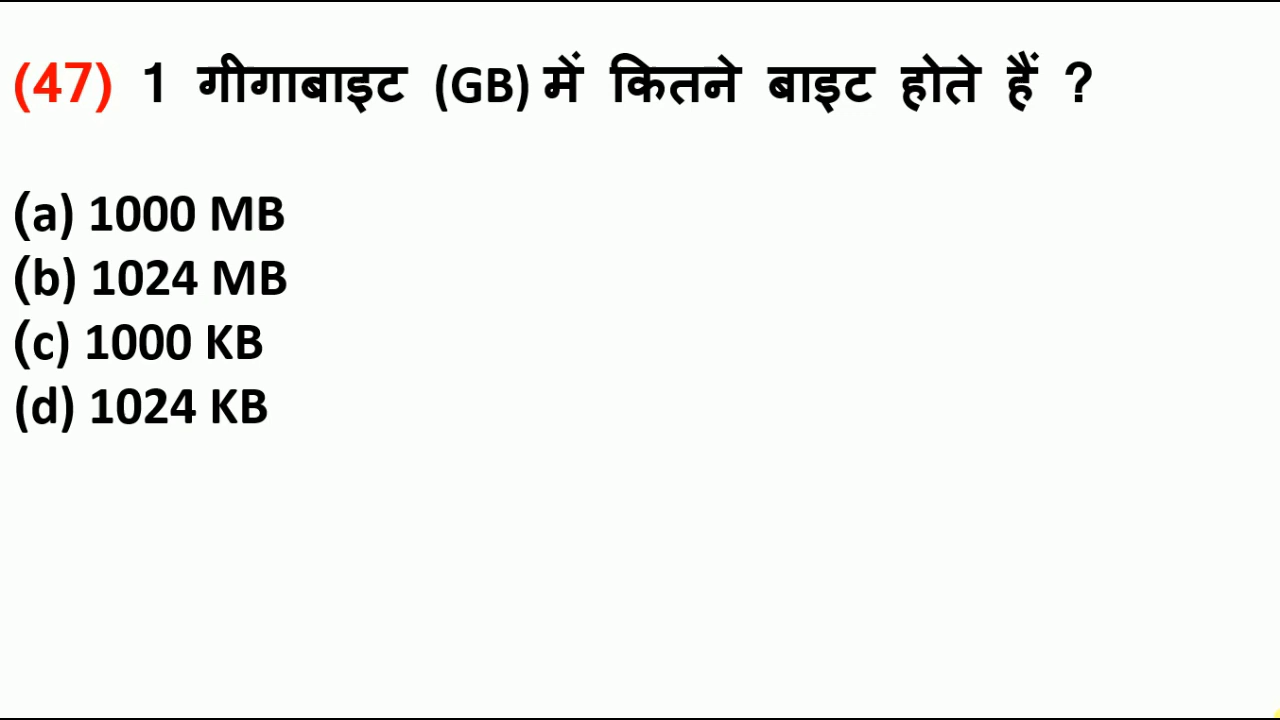 (47) 1 गीगाबाइट (GB) में कितने बाइट होते हैं ?
(a) 1000 MB
(b) 1024 MB
(c) 1000 KB
(d) 1024 KB